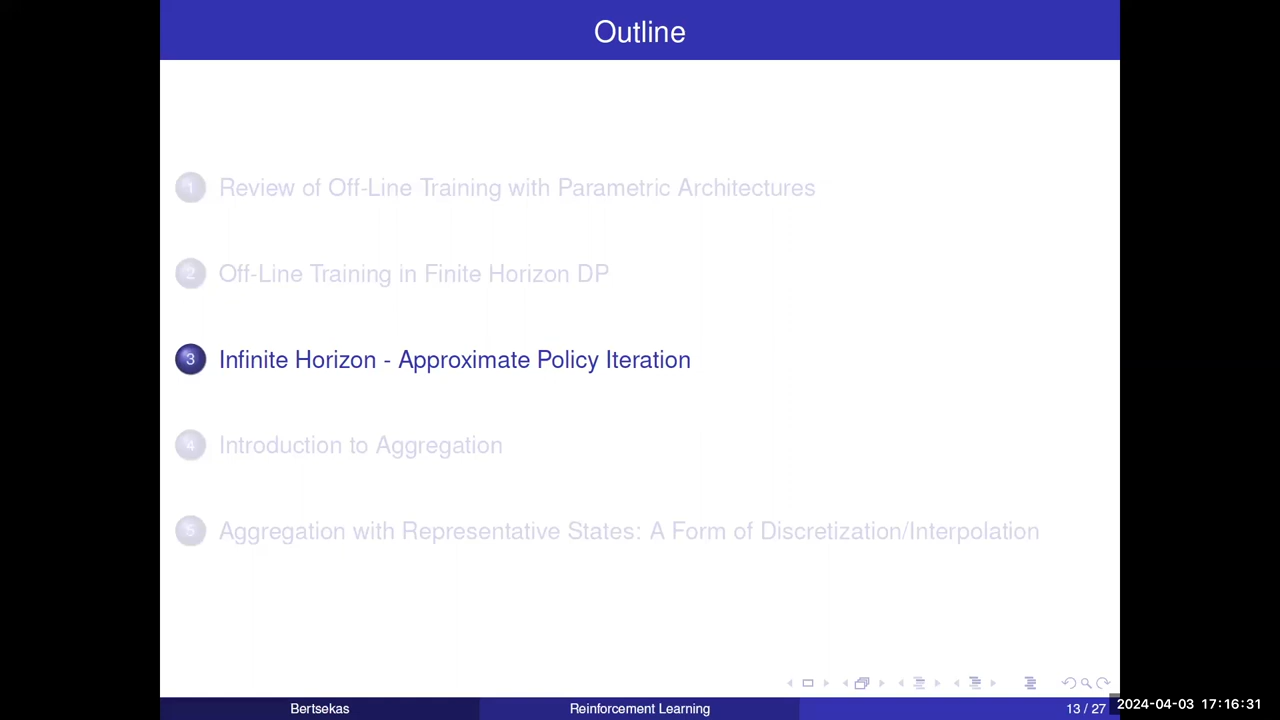 Outline
1 Review of Off-Line Training with Parametric Architectures
2 Off-Line Training in Finite Horizon DP
3 Infinite Horizon - Approximate Policy Iteration
4 Introduction to Aggregation
5 Aggregation with Representative States: A Form of Discretization/Interpolation
Bertsekas Reinforcement Learning 13 / 27 2024-04-03 17:16:31